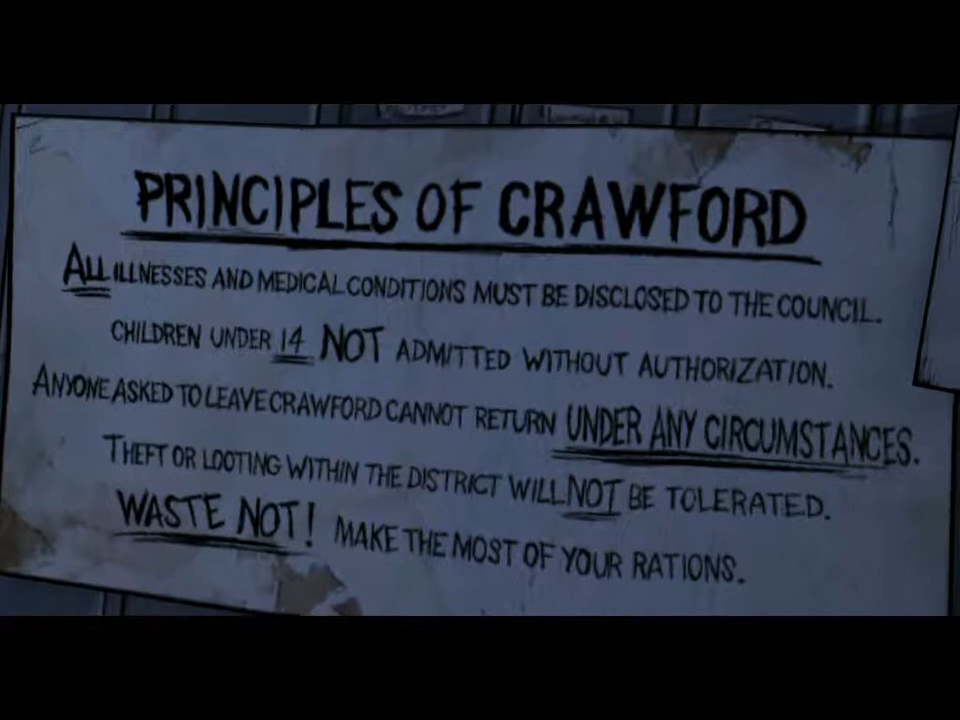 PRINCIPLES OF CRAWFORD
ALL ILLNESSES AND MEDICAL CONDITIONS MUST BE DISCLOSED TO THE COUNCIL.
CHILDREN UNDER 14 NOT ADMITTED WITHOUT AUTHORIZATION.
ANYONE ASKED TO LEAVE CRAWFORD CANNOT RETURN UNDER ANY CIRCUMSTANCES.
THEFT OR LOOTING WITHIN THE DISTRICT WILL NOT BE TOLERATED.
WASTE NOT! MAKE THE MOST OF YOUR RATIONS.